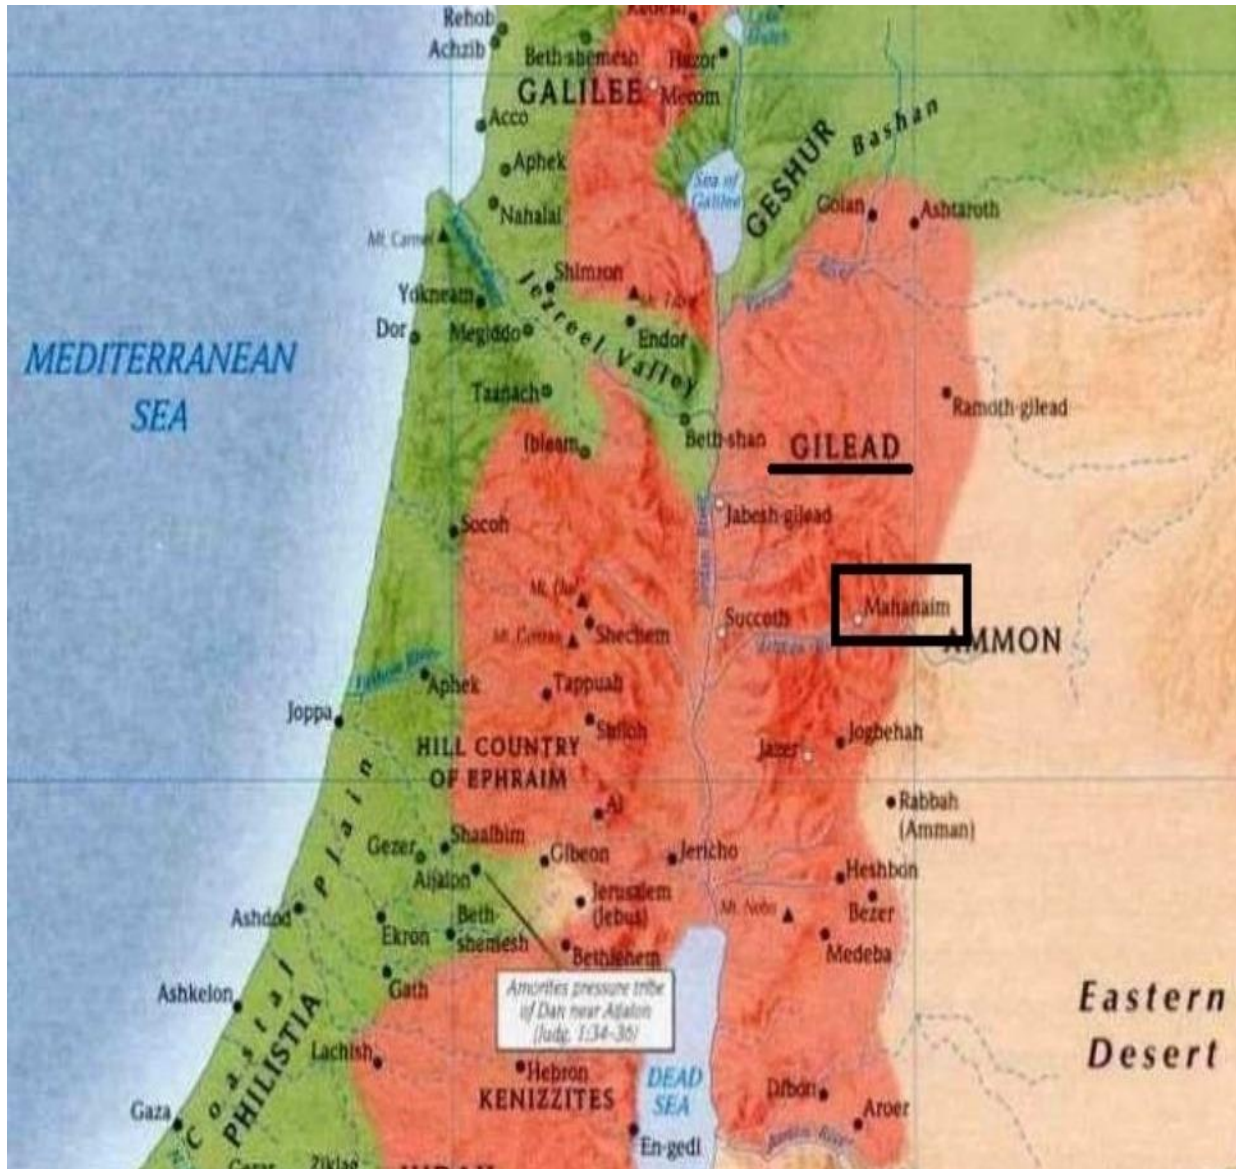 Rehob
Achzib
Beth-shemesh
Hazor
GALILEE
Merom
Acco
Aphek
Bashan
GESHUR
Sea of
Galilee
Nahalal
Golan
Ashtaroth
Mt. Carmel
Shimron
Yokneam
Jezreel Valley
Dor
Megiddo
Endor
MEDITERRANEAN
SEA
Taanach
Ramoth-gilead
Ibleam
Beth-shan
GILEAD
Jabesh-gilead
Socoh
Jordan River
Mahanaim
Succoth
Shechem
AMMON
Aphek
Tappuah
Joppa
Shiloh
HILL COUNTRY
OF EPHRAIM
Jogbehah
Jazer
Coastal Plain
Ai
Rabbah
(Amman)
Shaalbim
Gezer
Gibeon
Jericho
Aijalon
Heshbon
Jerusalem
(Jebus)
Mt. Nebo
Bezer
Ashdod
Ekron
Beth-
shemesh
Medeba
Bethlehem
Gath
Ashkelon
Amorites pressure tribe
of Dan near Aijalon
(Judg. 1:34-36)
Eastern
Desert
PHILISTIA
Lachish
Hebron
KENIZZITES
DEAD
SEA
Dibon
Aroer
Gaza
En-gedi
Ziklag